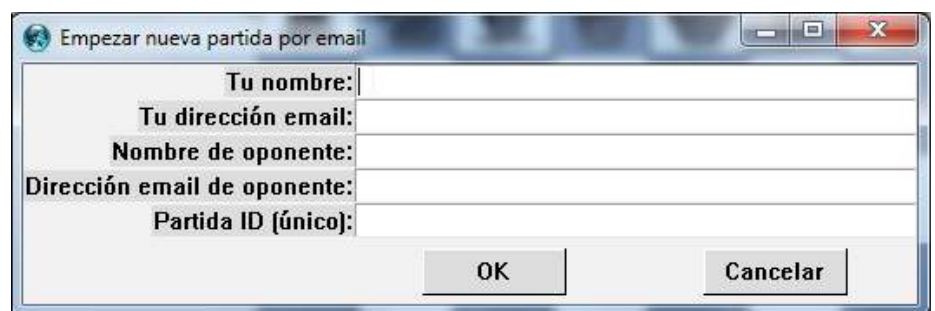 Empezar nueva partida por email
Tu nombre:
Tu dirección email:
Nombre de oponente:
Dirección email de oponente:
Partida ID (único):
OK Cancelar